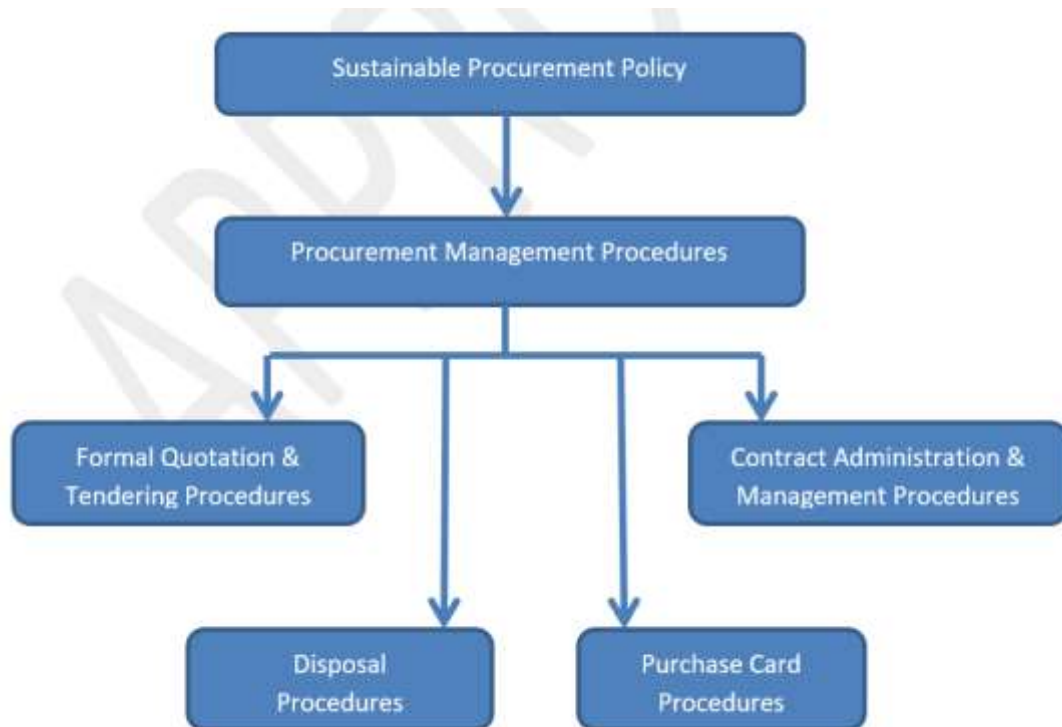 Sustainable Procurement Policy
Procurement Management Procedures
Formal Quotation &
Tendering Procedures
Contract Administration &
Management Procedures
Disposal
Procedures
Purchase Card
Procedures